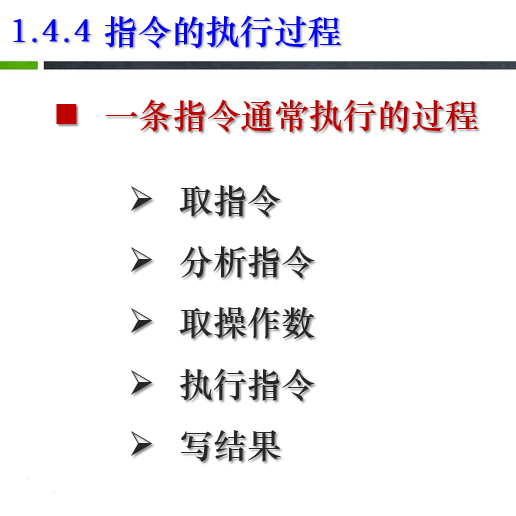 1.4.4 指令的执行过程
一条指令通常执行的过程
取指令
分析指令
取操作数
执行指令
写结果